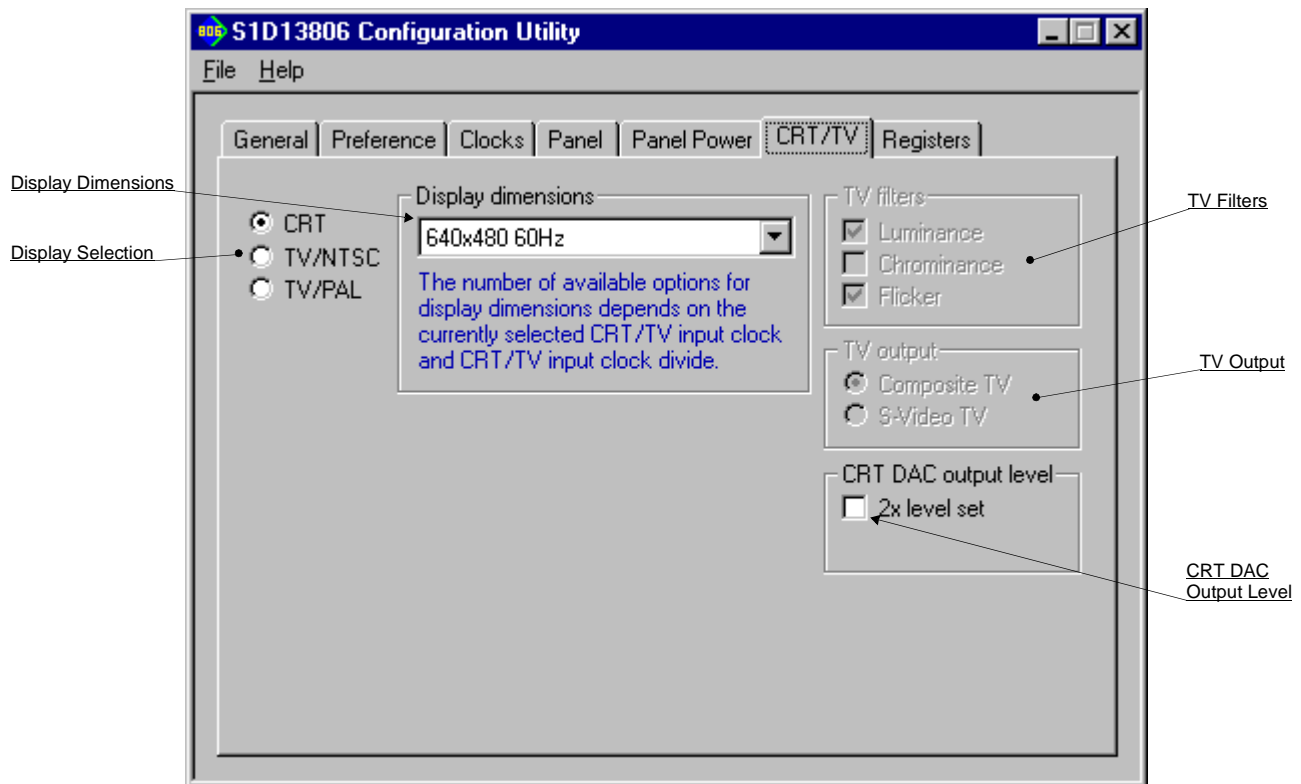 806 S1D13806 Configuration Utility
File Help
General Preference Clocks Panel Panel Power CRT/TV Registers
Display Dimensions
Display Selection
CRT
TV/NTSC
TV/PAL
Display dimensions
640x480 60Hz
The number of available options for
display dimensions depends on the
currently selected CRT/TV input clock
and CRT/TV input clock divide.
TV filters
Luminance
Chrominance
Flicker
TV Filters
TV output
Composite TV
S-Video TV
TV Output
CRT DAC output level
2x level set
CRT DAC
Output Level